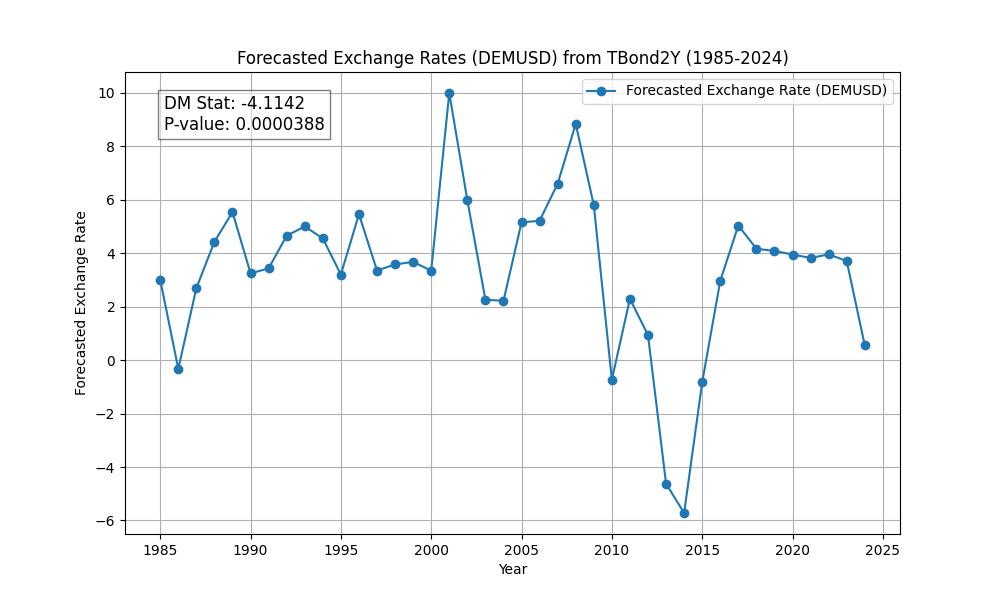 Forecasted Exchange Rates (DEMUSD) from TBond2Y (1985-2024)
DM Stat: -4.1142
P-value: 0.0000388
Forecasted Exchange Rate (DEMUSD)
Forecasted Exchange Rate
10
8
6
4
2
0
−2
−4
−6
1985 1990 1995 2000 2005 2010 2015 2020 2025
Year